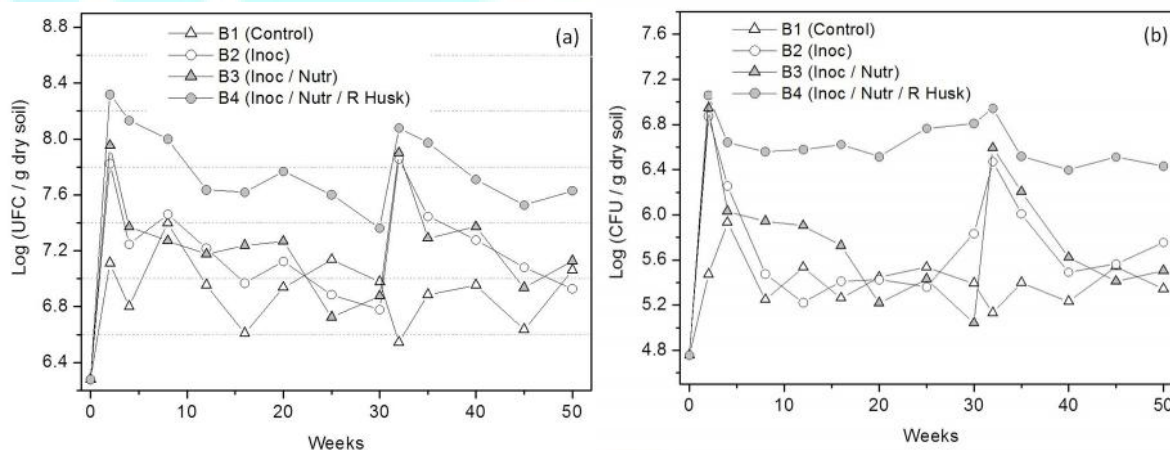 8.8
8.4
8.0
7.6
7.2
6.8
6.4
Log (UFC / g dry soil)
B1 (Control)
B2 (Inoc)
B3 (Inoc / Nutr)
B4 (Inoc / Nutr / R Husk)
(a)
0 10 20 30 40 50
Weeks
7.6
7.2
6.8
6.4
6.0
5.6
5.2
4.8
Log (CFU / g dry soil)
B1 (Control)
B2 (Inoc)
B3 (Inoc / Nutr)
B4 (Inoc / Nutr / R Husk)
(b)
0 10 20 30 40 50
Weeks